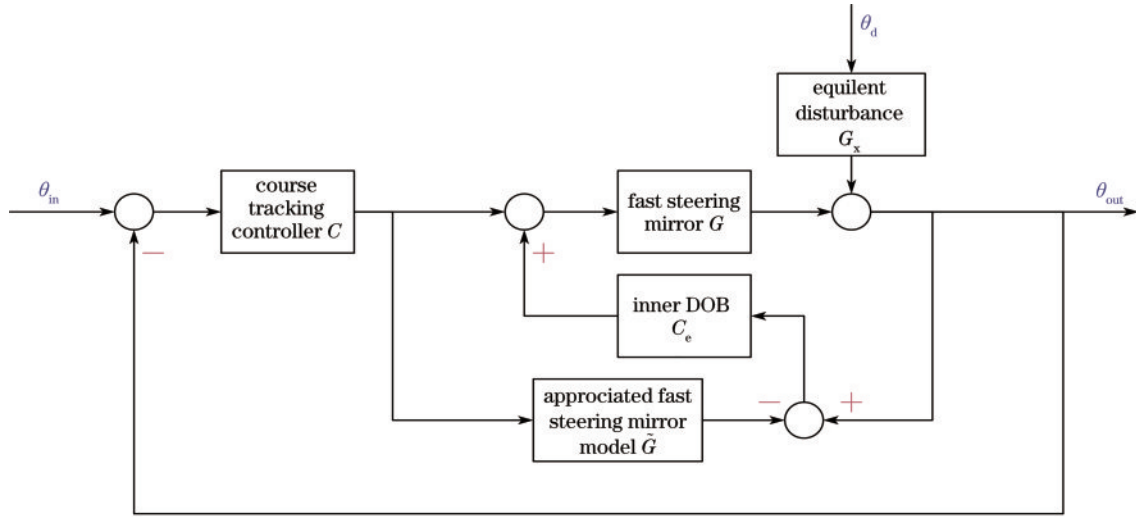 θd
equilent
disturbance
Gx
θin
course
tracking
controller C
fast steering
mirror G
θout
−
+
inner DOB
Ce
approciated fast
steering mirror
model G̃
−
+